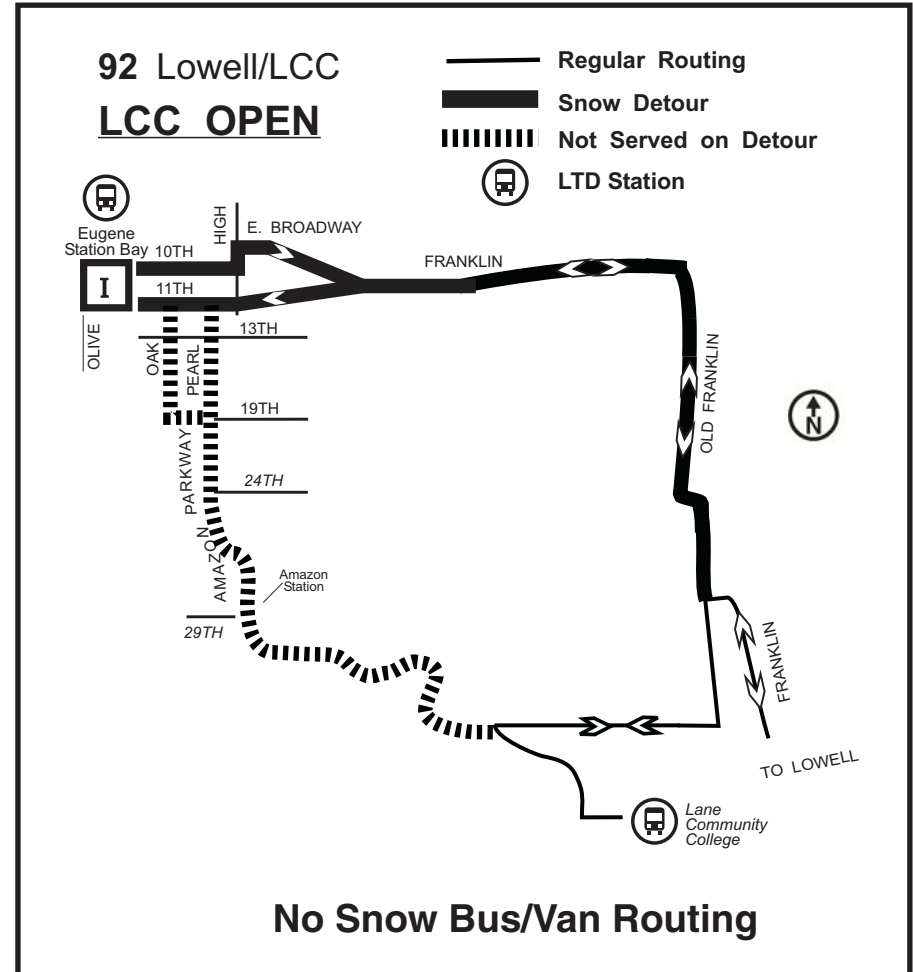 92 Lowell/LCC
LCC OPEN
Regular Routing
Snow Detour
Not Served on Detour
LTD Station
Eugene
Station Bay
I
10TH
11TH
HIGH
E. BROADWAY
FRANKLIN
OLIVE
OAK
PEARL
13TH
19TH
PARKWAY
24TH
AMAZON
Amazon
Station
29TH
OLD FRANKLIN
N
FRANKLIN
TO LOWELL
Lane
Community
College
No Snow Bus/Van Routing